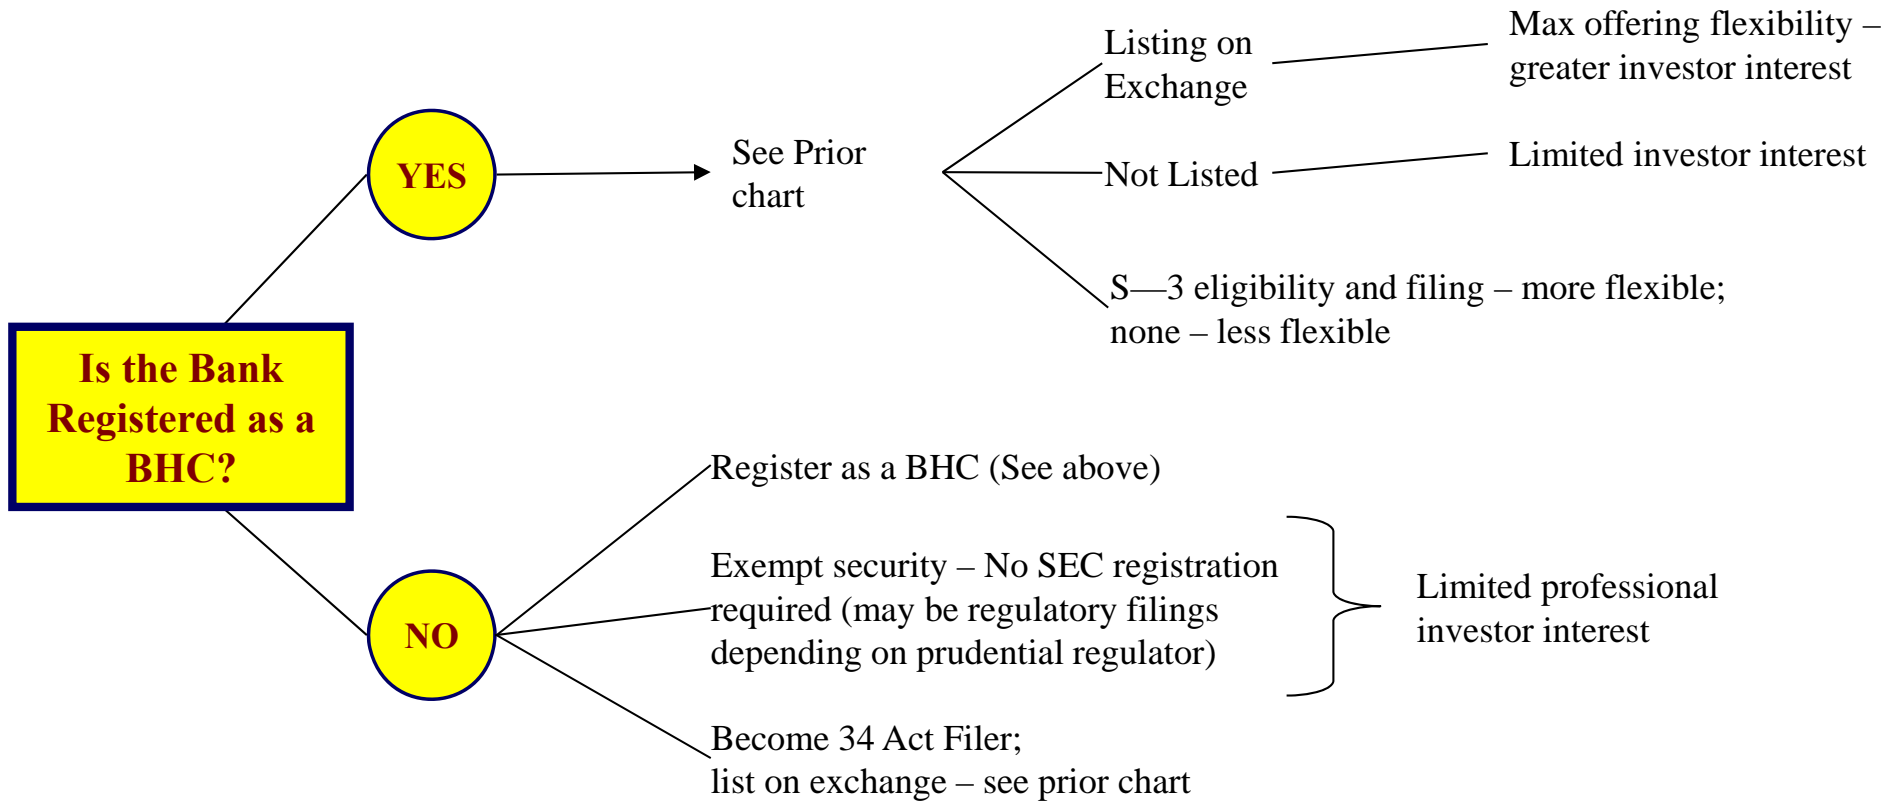 Is the Bank
Registered as a
BHC?
YES
See Prior
chart
Listing on
Exchange
Max offering flexibility –
greater investor interest
Not Listed
Limited investor interest
S—3 eligibility and filing – more flexible;
none – less flexible
NO
Register as a BHC (See above)
Exempt security – No SEC registration
required (may be regulatory filings
depending on prudential regulator)
Limited professional
investor interest
Become 34 Act Filer;
list on exchange – see prior chart